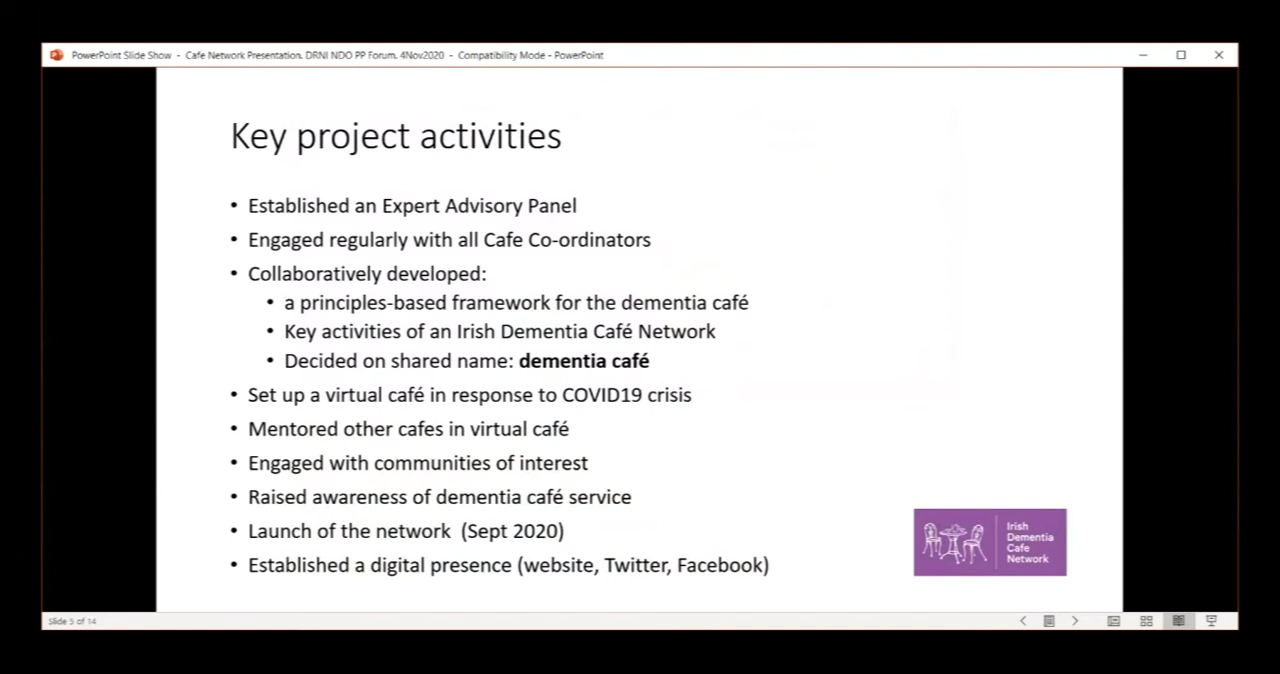 PowerPoint Slide Show - Cafe Network Presentation. DRNI NDO PP Forum. 4Nov2020 - Compatibility Mode - PowerPoint
Key project activities
• Established an Expert Advisory Panel
• Engaged regularly with all Cafe Co-ordinators
• Collaboratively developed:
• a principles-based framework for the dementia café
• Key activities of an Irish Dementia Café Network
• Decided on shared name: dementia café
• Set up a virtual café in response to COVID19 crisis
• Mentored other cafes in virtual café
• Engaged with communities of interest
• Raised awareness of dementia café service
• Launch of the network (Sept 2020)
• Established a digital presence (website, Twitter, Facebook)
Irish
Dementia
Cafe
Network
Slide 5 of 14